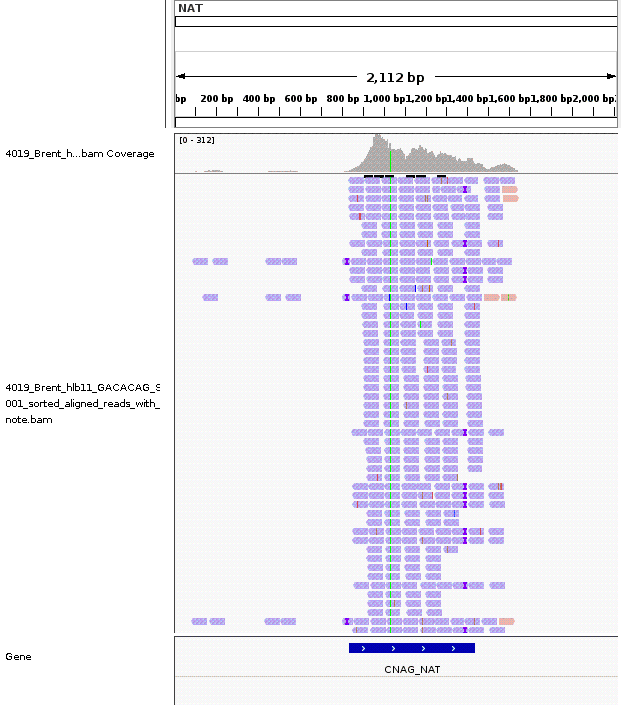 NAT
2,112 bp
bp 200 bp 400 bp 600 bp 800 bp 1,000 bp 1,200 bp 1,400 bp 1,600 bp 1,800 bp 2,000 bp
[0 - 312]
4019_Brent_h...bam Coverage
4019_Brent_hlb11_GACACAG_S
001_sorted_aligned_reads_with_
note.bam
Gene
CNAG_NAT